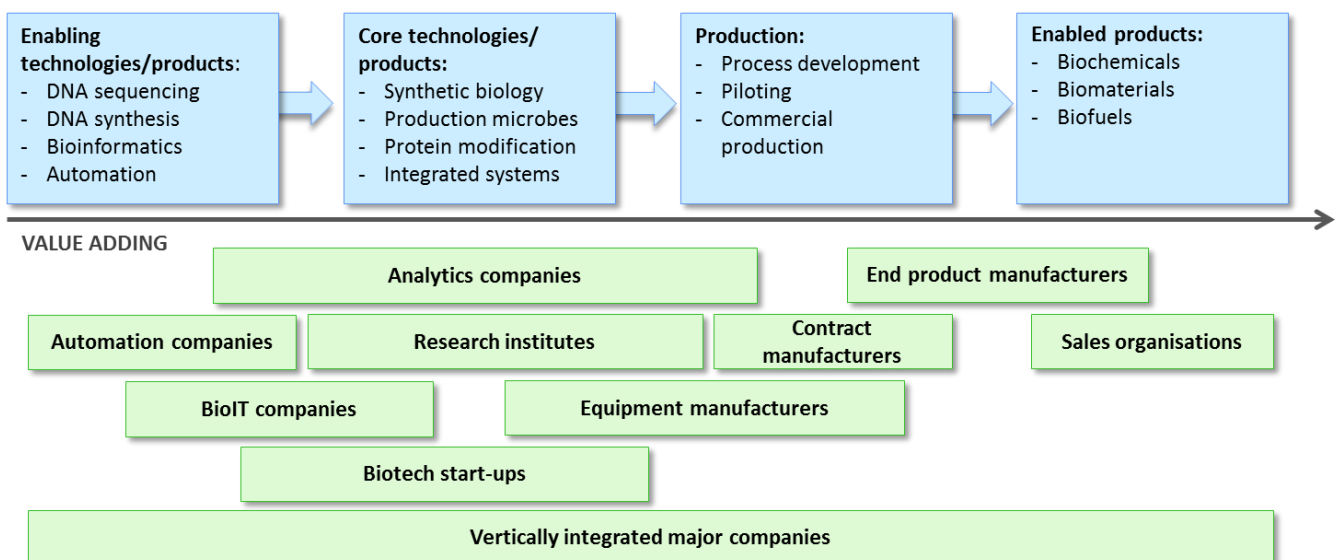 Enabling
technologies/products:
- DNA sequencing
- DNA synthesis
- Bioinformatics
- Automation
Core technologies/
products:
- Synthetic biology
- Production microbes
- Protein modification
- Integrated systems
Production:
- Process development
- Piloting
- Commercial
production
Enabled products:
- Biochemicals
- Biomaterials
- Biofuels
VALUE ADDING
Analytics companies
End product manufacturers
Automation companies
Research institutes
Contract
manufacturers
Sales organisations
BioIT companies
Equipment manufacturers
Biotech start-ups
Vertically integrated major companies